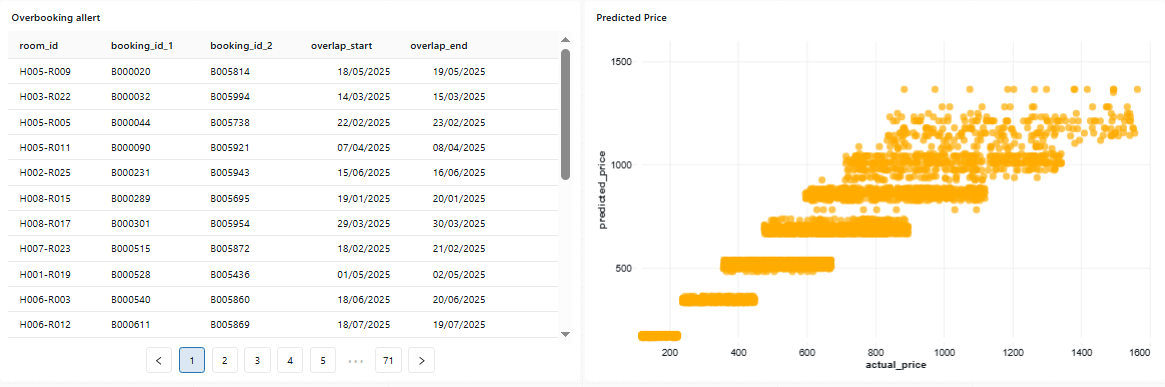 Overbooking allert
room_id booking_id_1 booking_id_2 overlap_start overlap_end
H005-R009 B000020 B005814 18/05/2025 19/05/2025
H003-R022 B000032 B005994 14/03/2025 15/03/2025
H005-R005 B000044 B005738 22/02/2025 23/02/2025
H005-R011 B000090 B005921 07/04/2025 08/04/2025
H002-R025 B000231 B005943 15/06/2025 16/06/2025
H008-R015 B000289 B005695 19/01/2025 20/01/2025
H008-R017 B000301 B005954 29/03/2025 30/03/2025
H007-R023 B000515 B005872 18/02/2025 21/02/2025
H001-R019 B000528 B005436 01/05/2025 02/05/2025
H006-R003 B000540 B005860 18/06/2025 20/06/2025
H006-R012 B000611 B005869 18/07/2025 19/07/2025
< 1 2 3 4 5 ••• 71 >
Predicted Price
1500
1000
500
predicted_price
200 400 600 800 1000 1200 1400 1600
actual_price